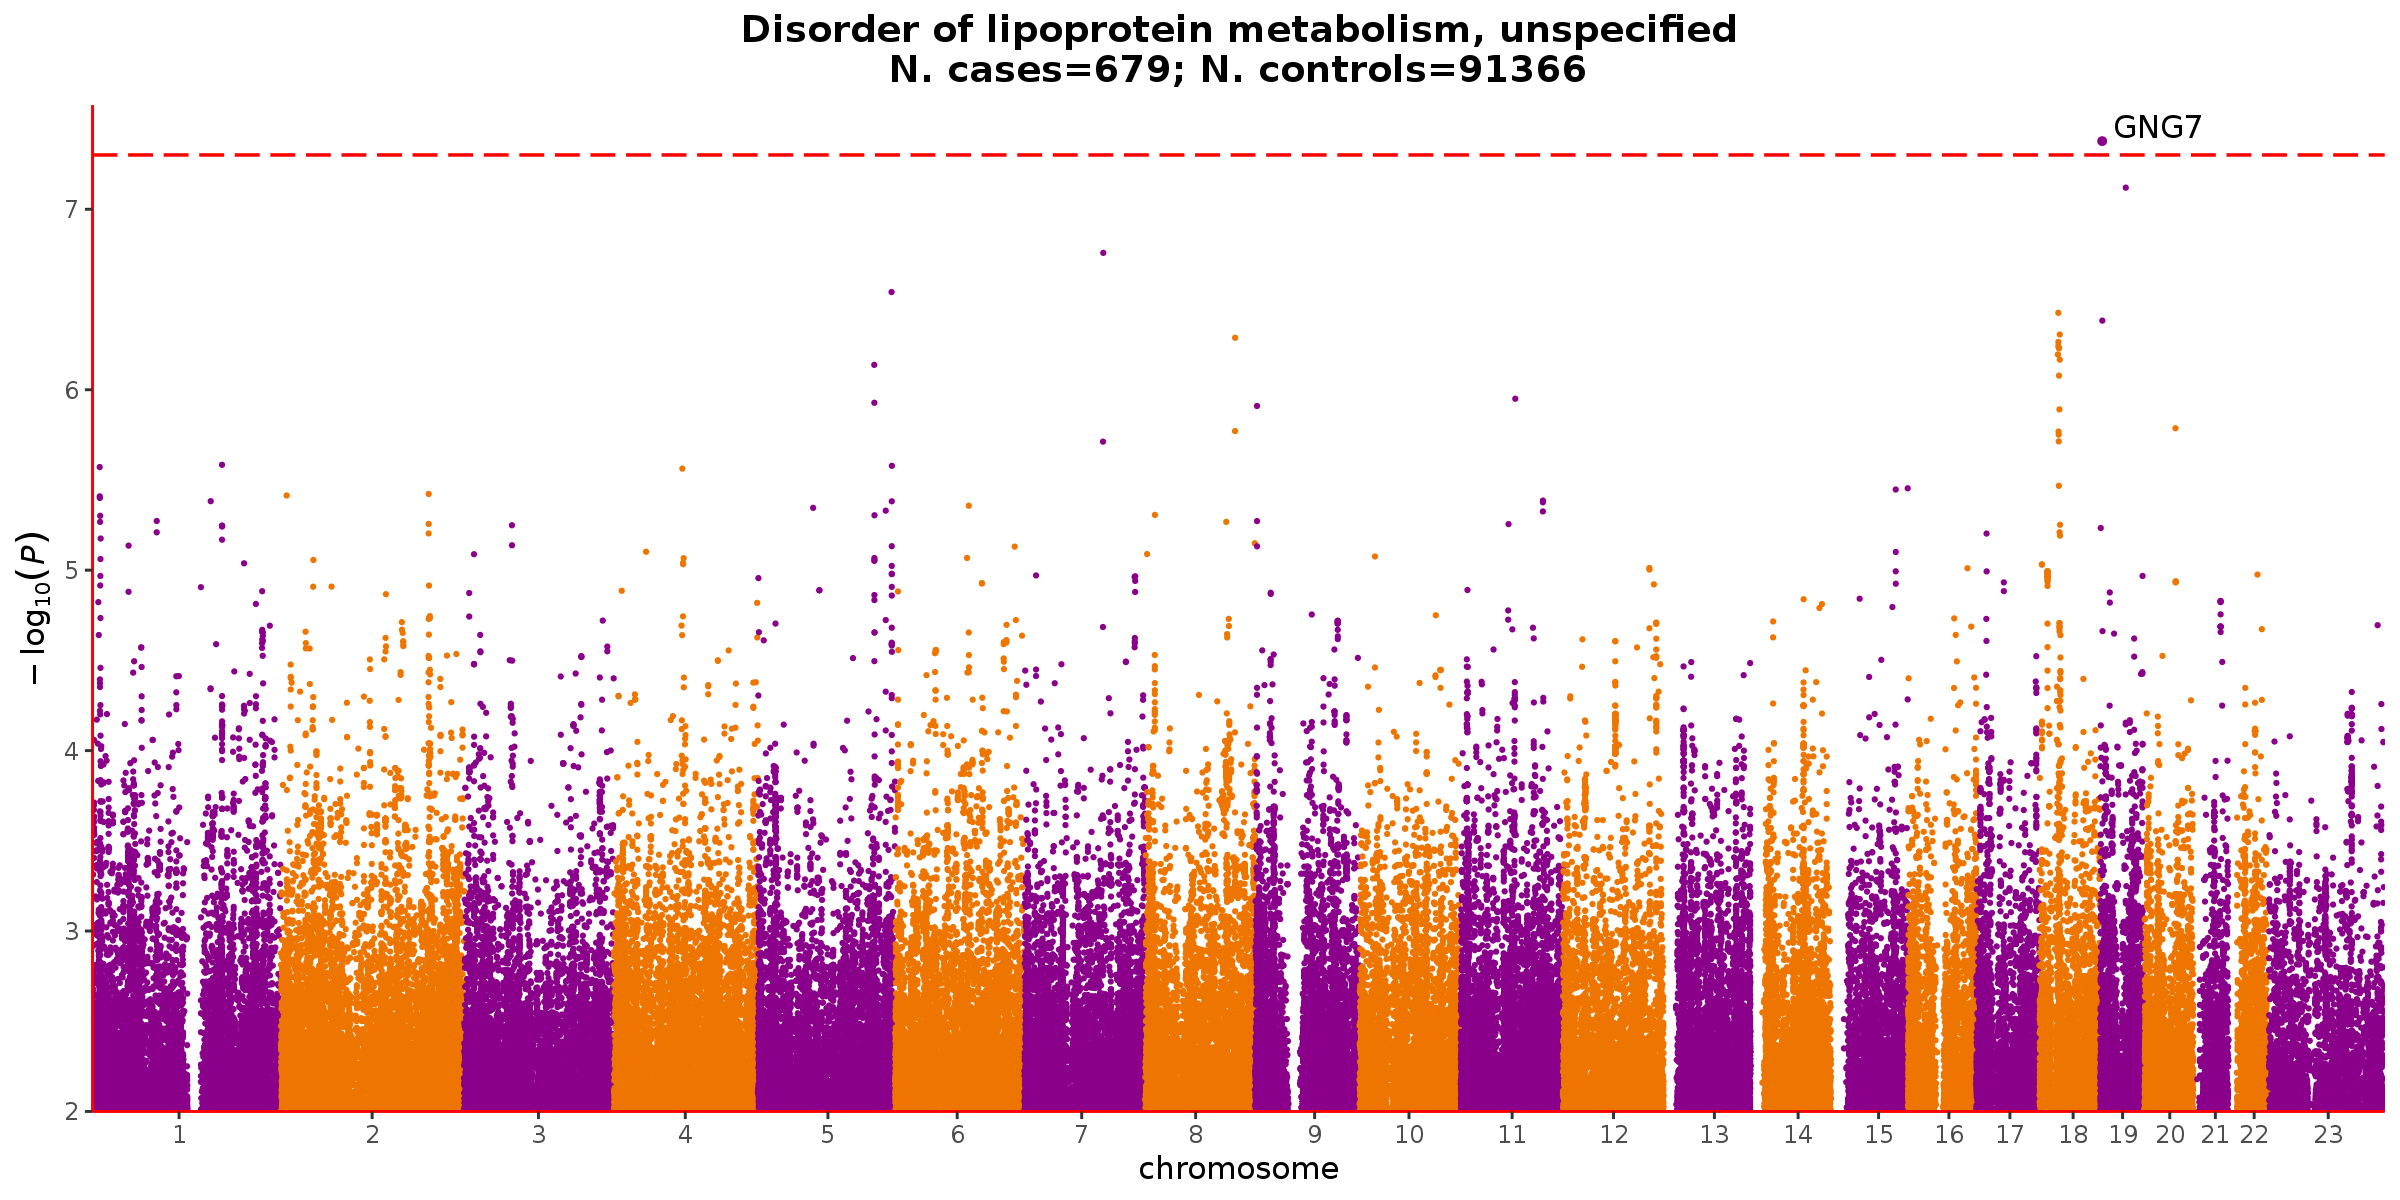 Disorder of lipoprotein metabolism, unspecified
N. cases=679; N. controls=91366
GNG7
7
6
5
4
3
2
− log₁₀(P)
1 2 3 4 5 6 7 8 9 10 11 12 13 14 15 16 17 18 19 20 21 22 23
chromosome